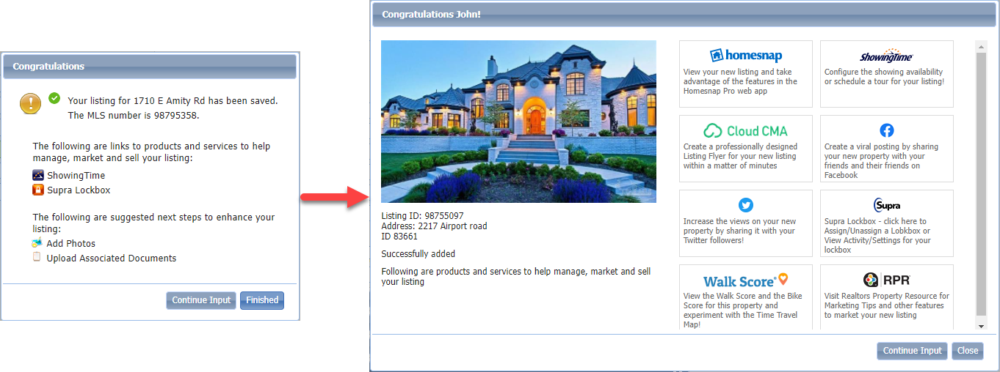 Congratulations
Your listing for 1710 E Amity Rd has been saved.
The MLS number is 98795358.
The following are links to products and services to help
manage, market and sell your listing:
ShowingTime
Supra Lockbox
The following are suggested next steps to enhance your
listing:
Add Photos
Upload Associated Documents
Continue Input
Finished
Congratulations John!
Listing ID: 98755097
Address: 2217 Airport road
ID 83661
Successfully added
Following are products and services to help manage, market and sell
your listing
homesnap
View your new listing and take
advantage of the features in the
Homesnap Pro web app
ShowingTime
Configure the showing availability
or schedule a tour for your listing!
Cloud CMA
Create a professionally designed
Listing Flyer for your new listing
within a matter of minutes
Create a viral posting by sharing
your new property with your
friends and their friends on
Facebook
Increase the views on your new
property by sharing it with your
Twitter followers!
Supra
Supra Lockbox - click here to
Assign/Unassign a Lobkbox or
View Activity/Settings for your
lockbox
Walk Score
View the Walk Score and the Bike
Score for this property and
experiment with the Time Travel
Map!
RPR
Visit Realtors Property Resource for
Marketing Tips and other features
to market your new listing
Continue Input
Close